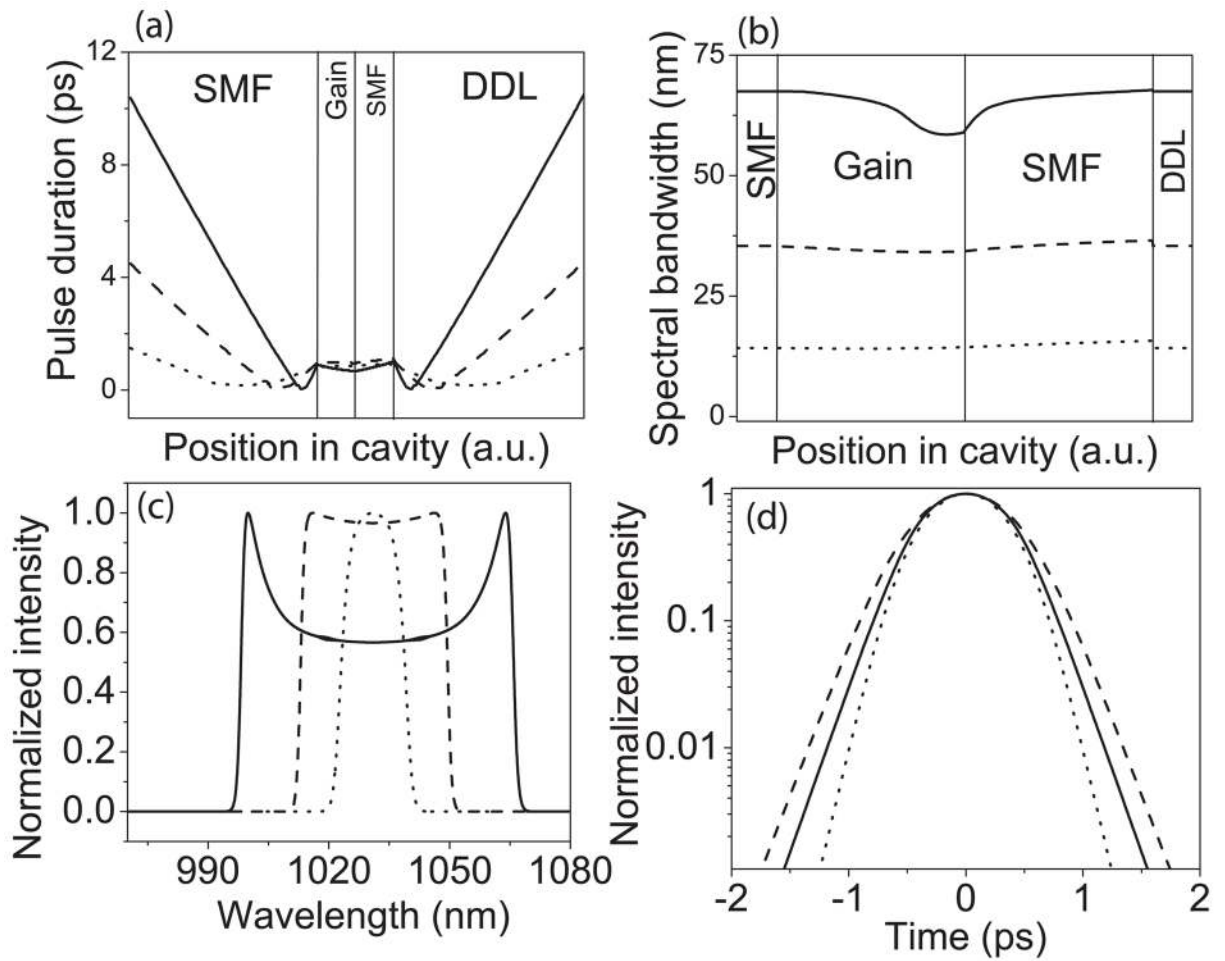 (a)
Pulse duration (ps)
12
8
4
0
SMF
Gain
SMF
DDL
Position in cavity (a.u.)
(b)
Spectral bandwidth (nm)
75
50
25
0
SMF
Gain
SMF
DDL
Position in cavity (a.u.)
(c)
Normalized intensity
1.0
0.8
0.6
0.4
0.2
0.0
990 1020 1050 1080
Wavelength (nm)
(d)
Normalized intensity
1
0.1
0.01
-2 -1 0 1 2
Time (ps)